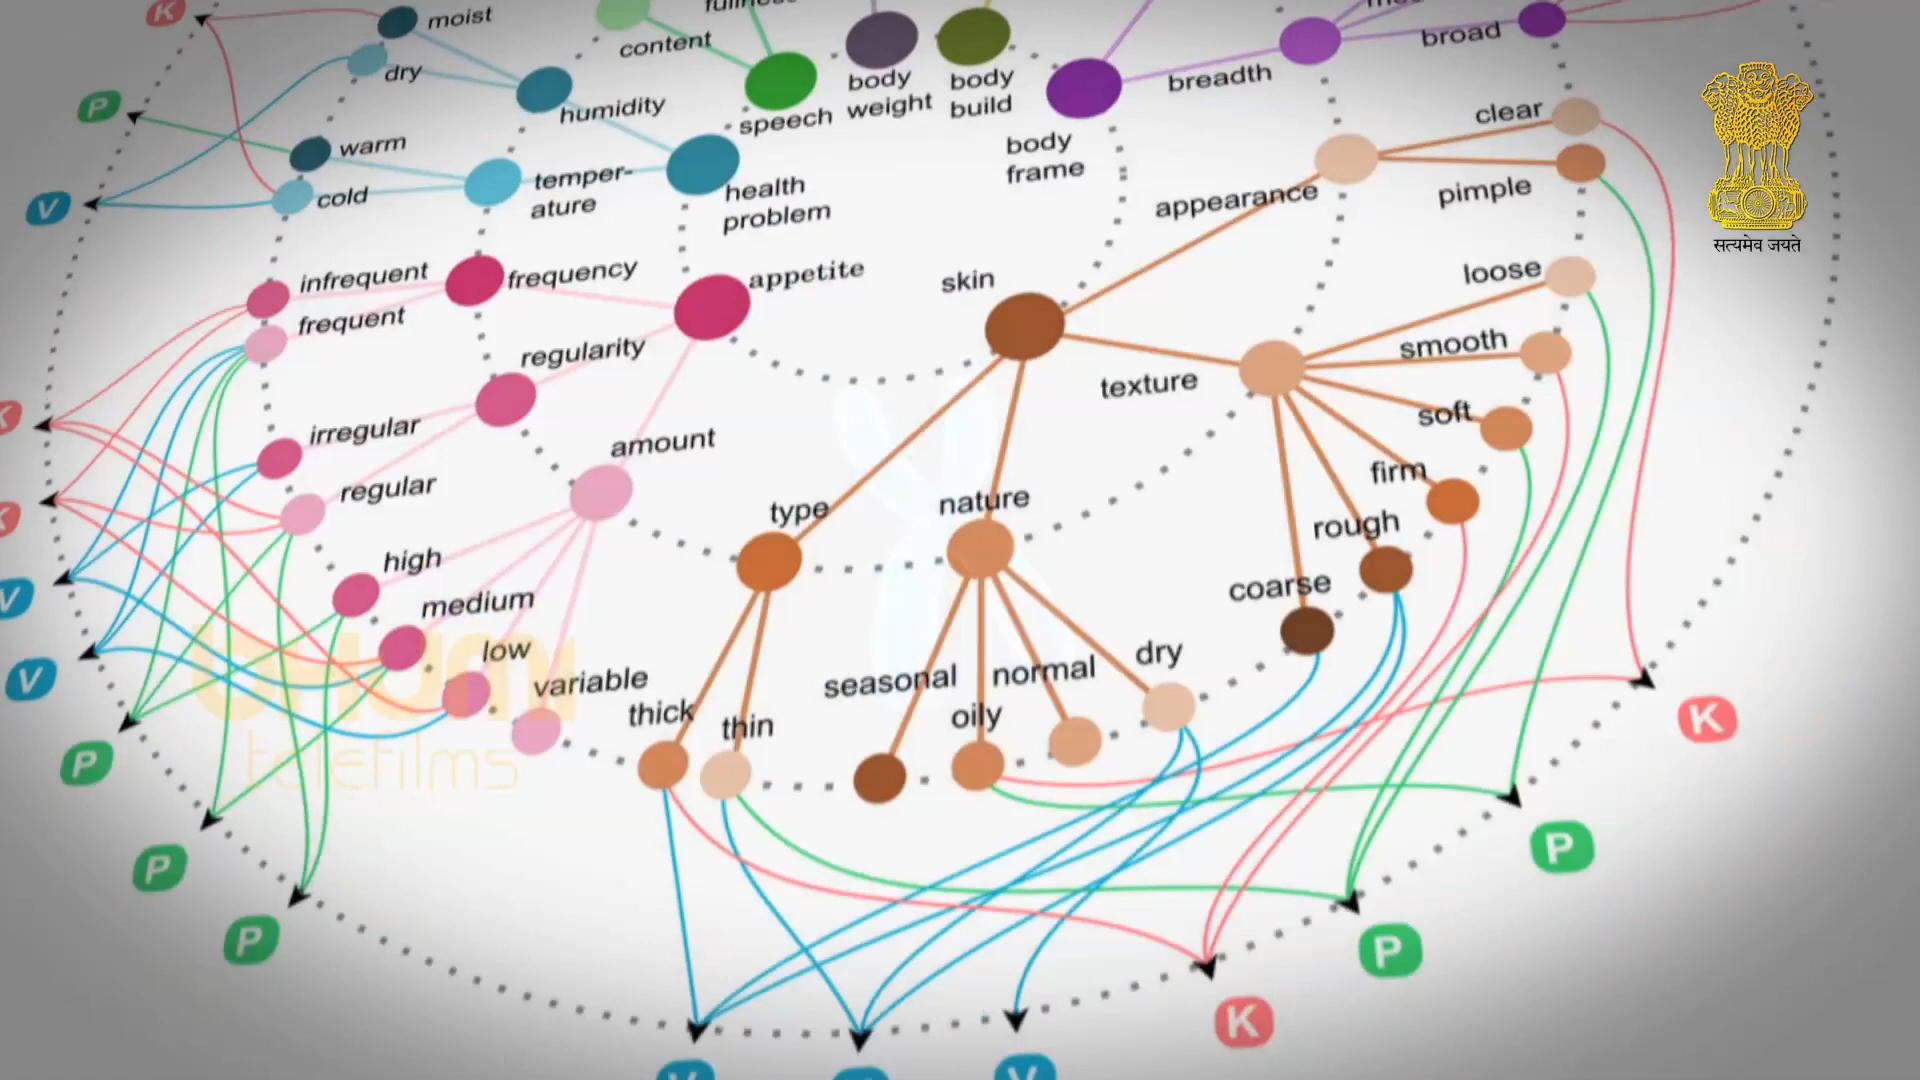 K
moist
content
body weight
body build
broad
P
dry
humidity
speech
breadth
clear
warm
body frame
V
cold
temper-
ature
health
problem
appearance
pimple
सत्यमेव जयते
infrequent
frequency
appetite
skin
loose
frequent
regularity
texture
smooth
K
irregular
amount
soft
regular
type
nature
firm
K
high
rough
V
medium
coarse
low
variable
seasonal
normal
dry
V
thick
thin
oily
K
P
telefilms
P
P
P
P
K
V
V